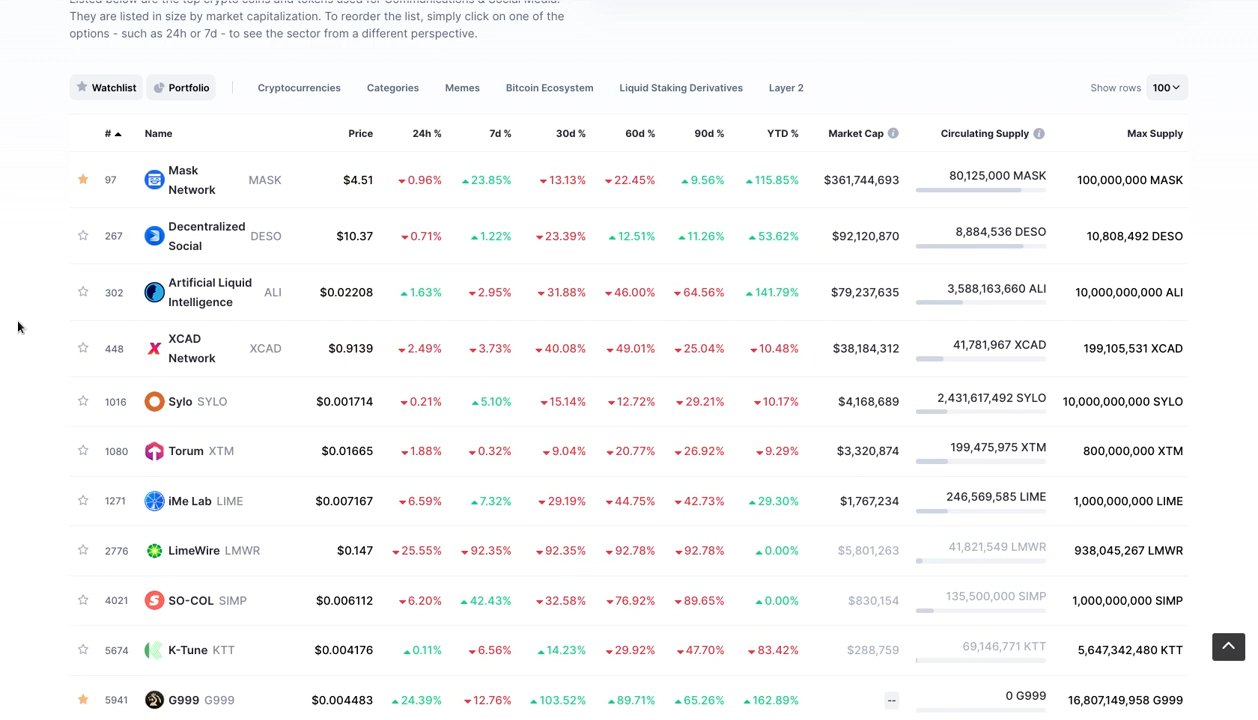 Listed below are the top crypto coins and tokens used for Communications & Social Media.
They are listed in size by market capitalization. To reorder the list, simply click on one of the
options - such as 24h or 7d - to see the sector from a different perspective.
Watchlist Portfolio Cryptocurrencies Categories Memes Bitcoin Ecosystem Liquid Staking Derivatives Layer 2 Show rows 100
# Name Price 24h % 7d % 30d % 60d % 90d % YTD % Market Cap Circulating Supply Max Supply
97 Mask Network MASK $4.51 0.96% 23.85% 13.13% 22.45% 9.56% 115.85% $361,744,693 80,125,000 MASK 100,000,000 MASK
267 Decentralized Social DESO $10.37 0.71% 1.22% 23.39% 12.51% 11.26% 53.62% $92,120,870 8,884,536 DESO 10,808,492 DESO
302 Artificial Liquid Intelligence ALI $0.02208 1.63% 2.95% 31.88% 46.00% 64.56% 141.79% $79,237,635 3,588,163,660 ALI 10,000,000,000 ALI
448 XCAD Network XCAD $0.9139 2.49% 3.73% 40.08% 49.01% 25.04% 10.48% $38,184,312 41,781,967 XCAD 199,105,531 XCAD
1016 Sylo SYLO $0.001714 0.21% 5.10% 15.14% 12.72% 29.21% 10.17% $4,168,689 2,431,617,492 SYLO 10,000,000,000 SYLO
1080 Torum XTM $0.01665 1.88% 0.32% 9.04% 20.77% 26.92% 9.29% $3,320,874 199,475,975 XTM 800,000,000 XTM
1271 iMe Lab LIME $0.007167 6.59% 7.32% 29.19% 44.75% 42.73% 29.30% $1,767,234 246,569,585 LIME 1,000,000,000 LIME
2776 LimeWire LMWR $0.147 25.55% 92.35% 92.35% 92.78% 92.78% 0.00% $5,801,263 41,821,549 LMWR 938,045,267 LMWR
4021 SO-COL SIMP $0.006112 6.20% 42.43% 32.58% 76.92% 89.65% 0.00% $830,154 135,500,000 SIMP 1,000,000,000 SIMP
5674 K-Tune KTT $0.004176 0.11% 6.56% 14.23% 29.92% 47.70% 83.42% $288,759 69,146,771 KTT 5,647,342,480 KTT
5941 G999 G999 $0.004483 24.39% 12.76% 103.52% 89.71% 65.26% 162.89% -- 0 G999 16,807,149,958 G999